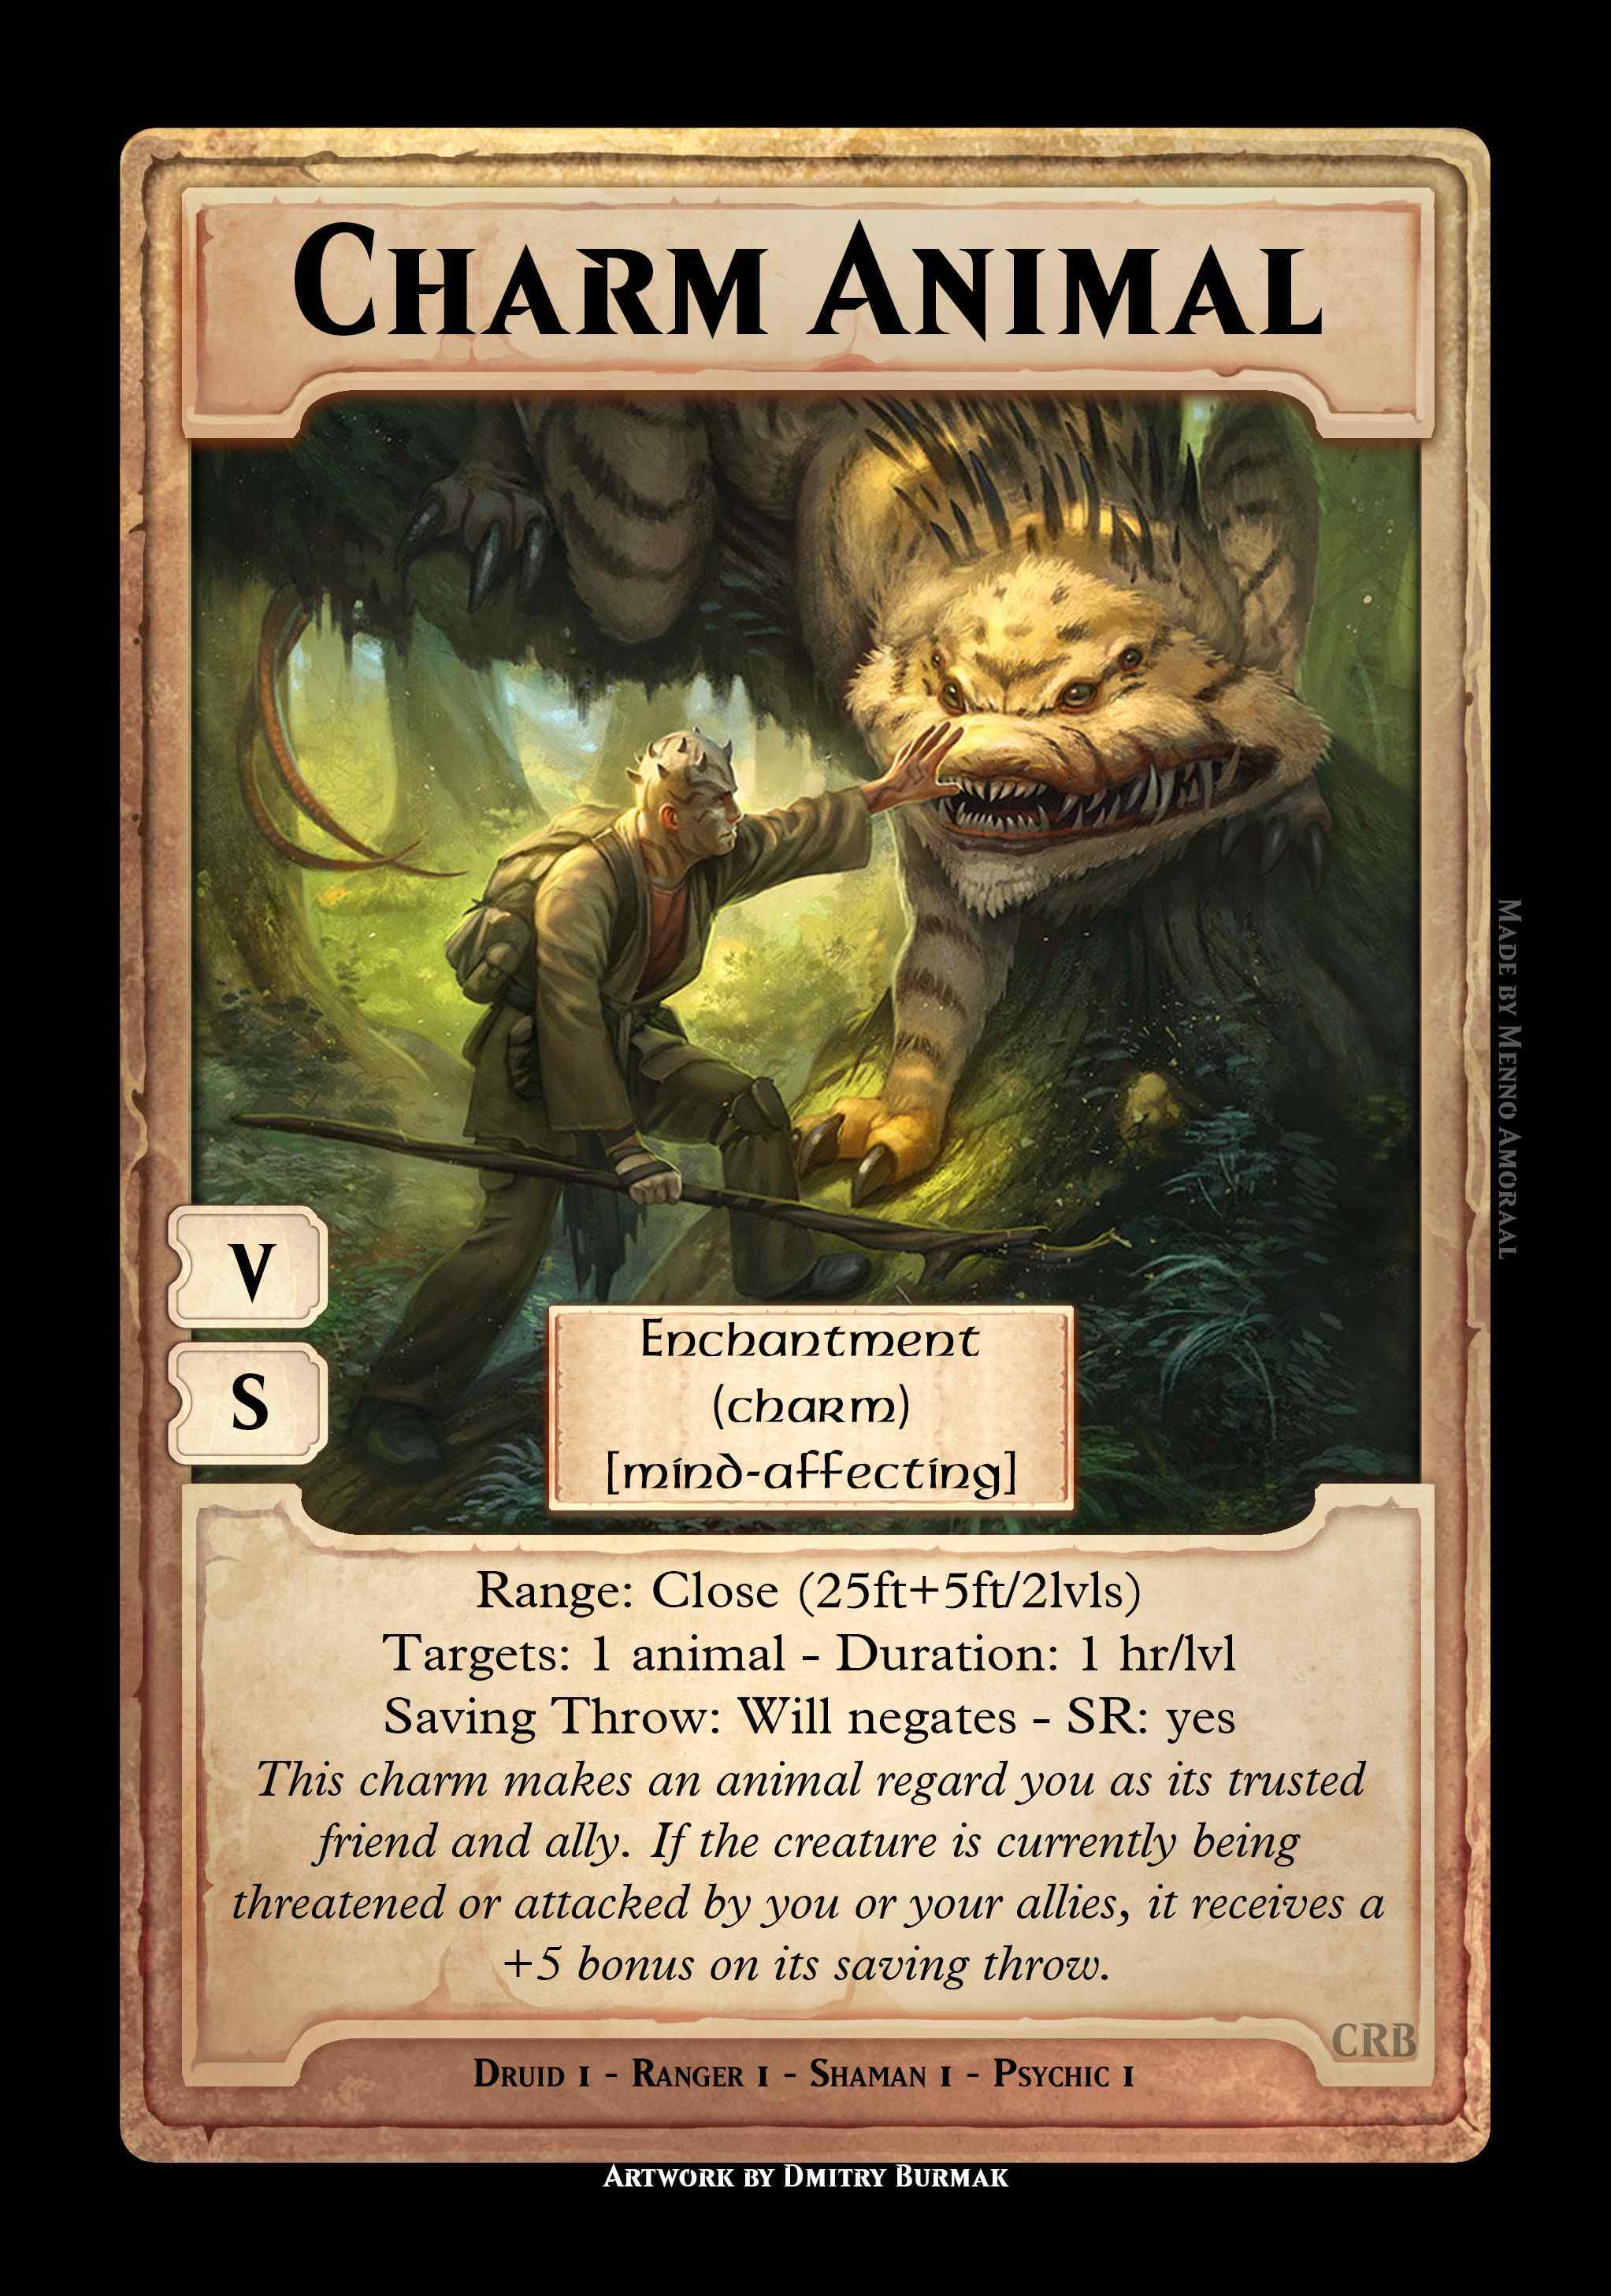 Charm Animal
V
S
Enchantment
(charm)
[mind-affecting]
Range: Close (25ft+5ft/2lvls)
Targets: 1 animal - Duration: 1 hr/lvl
Saving Throw: Will negates - SR: yes
This charm makes an animal regard you as its trusted
friend and ally. If the creature is currently being
threatened or attacked by you or your allies, it receives a
+5 bonus on its saving throw.
CRB
Druid 1 - Ranger 1 - Shaman 1 - Psychic 1
Artwork by Dmitry Burmak
Made by Menno Amoraal